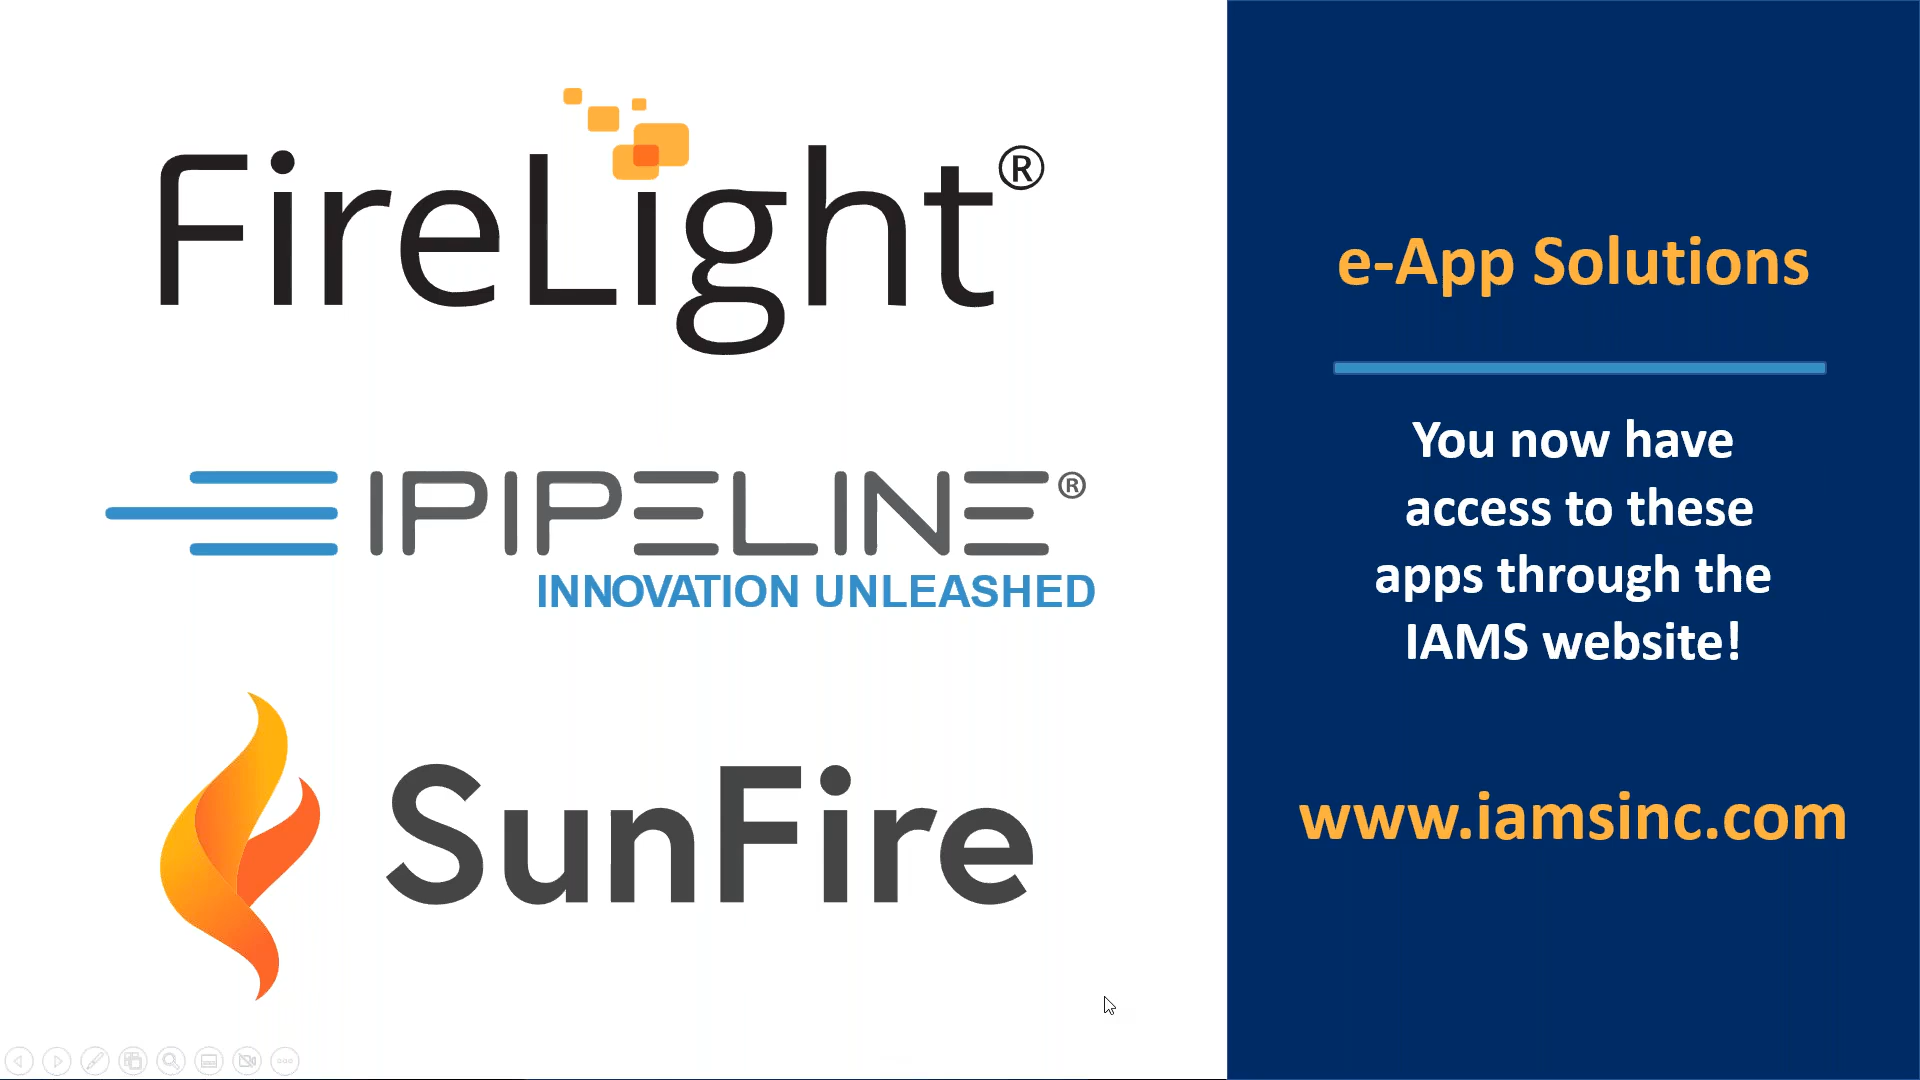 FireLight®
IPIPELINE®
INNOVATION UNLEASHED
SunFire
e-App Solutions
You now have
access to these
apps through the
IAMS website!
www.iamsinc.com